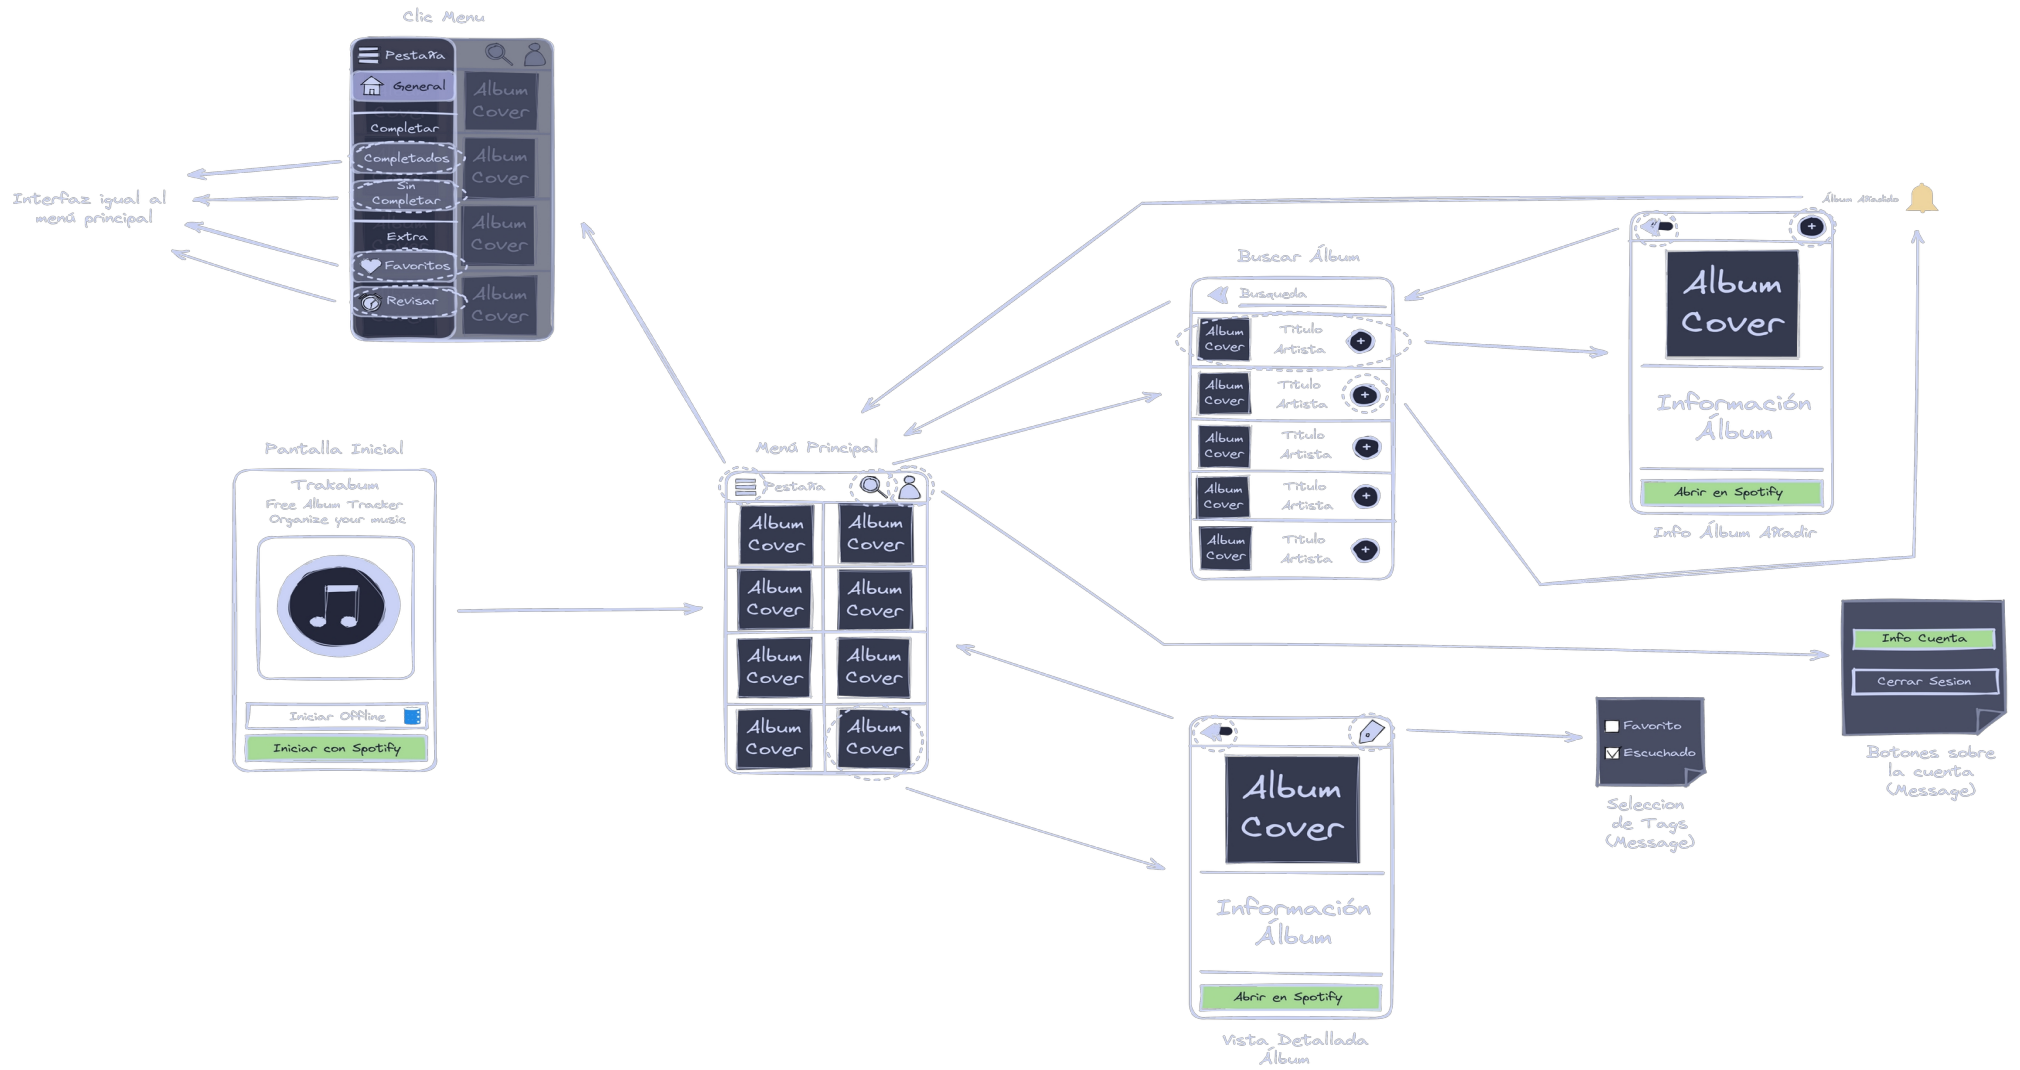 Clic Menu
Pestaña
General
Completar
Completados
Sin
Completar
Extra
Favoritos
Revisar
Album
Cover
Album
Cover
Album
Cover
Album
Cover
Interfaz igual al
menú principal
Pantalla Inicial
Trakabum
Free Album Tracker
Organize your music
Iniciar Offline
Iniciar con Spotify
Menú Principal
Pestaña
Album
Cover
Album
Cover
Album
Cover
Album
Cover
Album
Cover
Album
Cover
Album
Cover
Album
Cover
Buscar Álbum
Busqueda
Album
Cover
Titulo
Artista
+
Album
Cover
Titulo
Artista
+
Album
Cover
Titulo
Artista
+
Album
Cover
Titulo
Artista
+
Album
Cover
Titulo
Artista
+
Álbum Añadido
+
Album
Cover
Información
Álbum
Abrir en Spotify
Info Álbum Añadir
Info Cuenta
Cerrar Sesion
Botones sobre
la cuenta
(Message)
Favorito
Escuchado
Seleccion
de Tags
(Message)
Album
Cover
Información
Álbum
Abrir en Spotify
Vista Detallada
Álbum